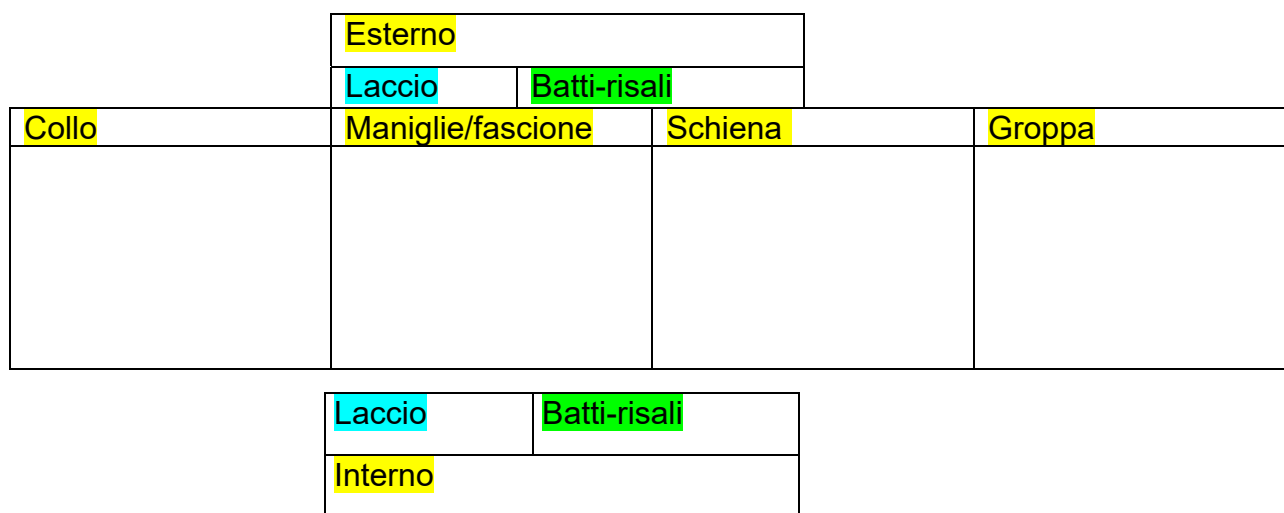 Esterno
Laccio Batti-risali
Collo Maniglie/fascione Schiena Groppa
Laccio Batti-risali
Interno